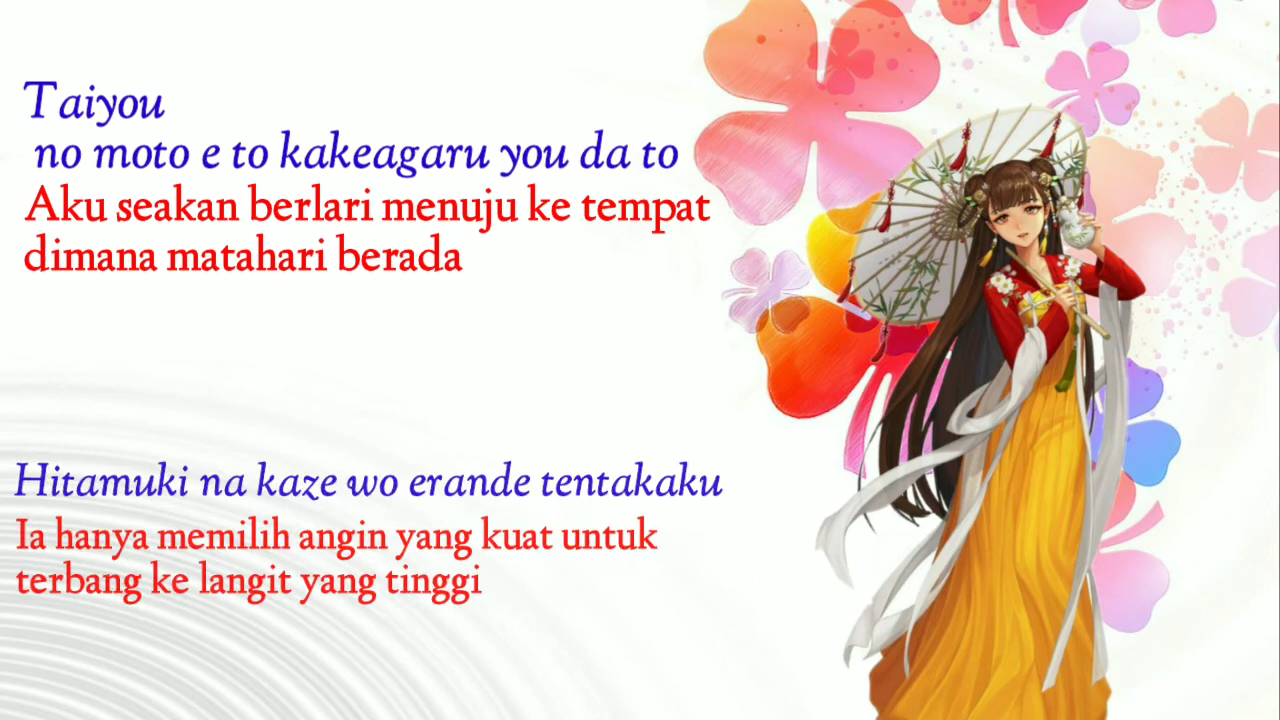 Taiyou
no moto e to kakeagaru you da to
Aku seakan berlari menuju ke tempat
dimana matahari berada
Hitamuki na kaze wo erande tentakaku
Ia hanya memilih angin yang kuat untuk
terbang ke langit yang tinggi